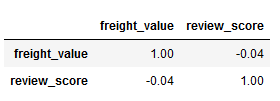 freight_value review_score
freight_value 1.00 -0.04
review_score -0.04 1.00